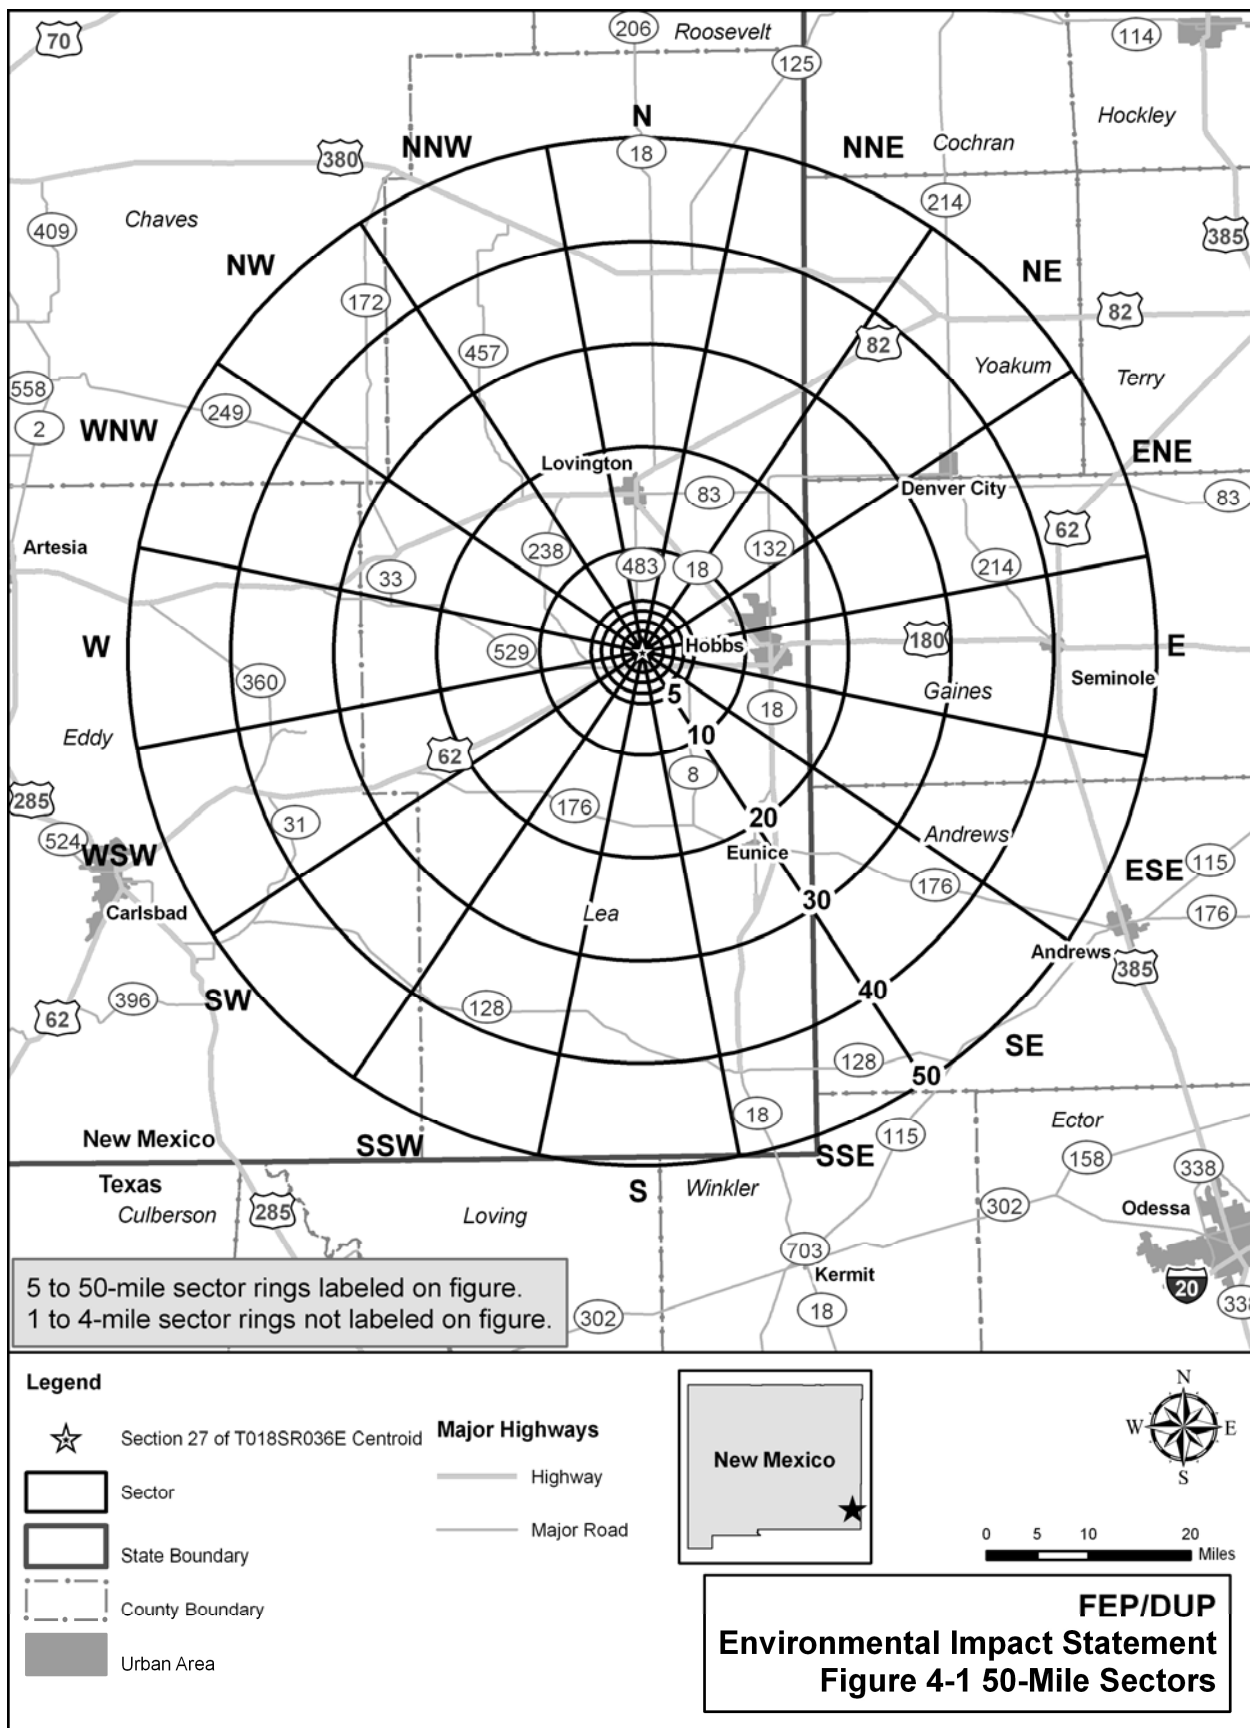 70
206
Roosevelt
114
125
N
Hockley
NNW
NNE
Cochran
380
18
214
Chaves
409
385
NW
NE
172
82
82
457
Yoakum
Terry
558
249
2
WNW
ENE
Lovington
83
Denver City
83
62
Artesia
238
132
483
18
214
33
W
529
Hobbs
180
E
360
Seminole
5
Gaines
18
Eddy
10
62
8
285
176
20
31
524
Andrews
WSW
Eunice
ESE
115
176
30
Lea
176
Carlsbad
Andrews
385
40
SW
396
128
62
SE
128
50
18
115
Ector
New Mexico
SSW
SSE
158
338
Texas
S
Winkler
Culberson
285
Loving
302
Odessa
703
Kermit
20
5 to 50-mile sector rings labeled on figure.
1 to 4-mile sector rings not labeled on figure.
302
18
338
Legend
Section 27 of T018SR036E Centroid
Sector
State Boundary
County Boundary
Urban Area
Major Highways
Highway
Major Road
New Mexico
N
W E
S
0 5 10 20
Miles
FEP/DUP
Environmental Impact Statement
Figure 4-1 50-Mile Sectors